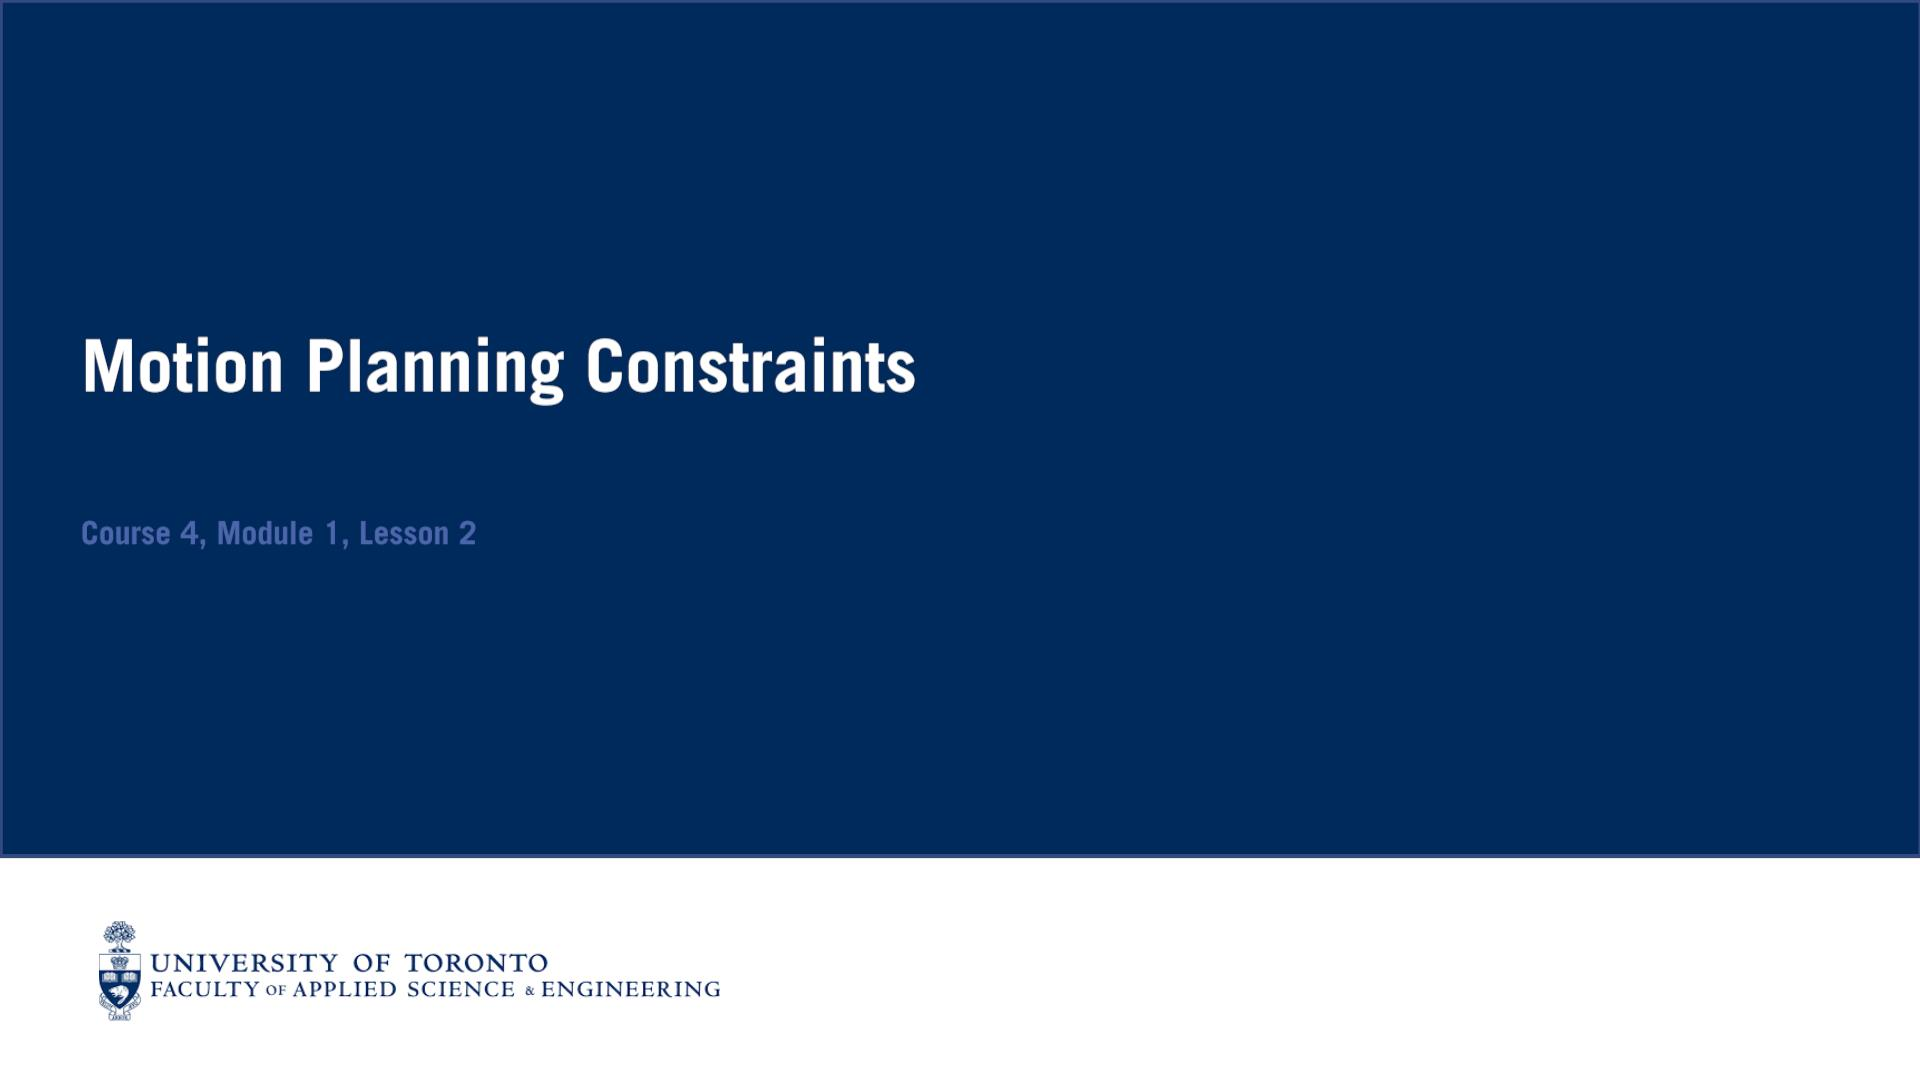 Motion Planning Constraints
Course 4, Module 1, Lesson 2
UNIVERSITY OF TORONTO
FACULTY OF APPLIED SCIENCE & ENGINEERING